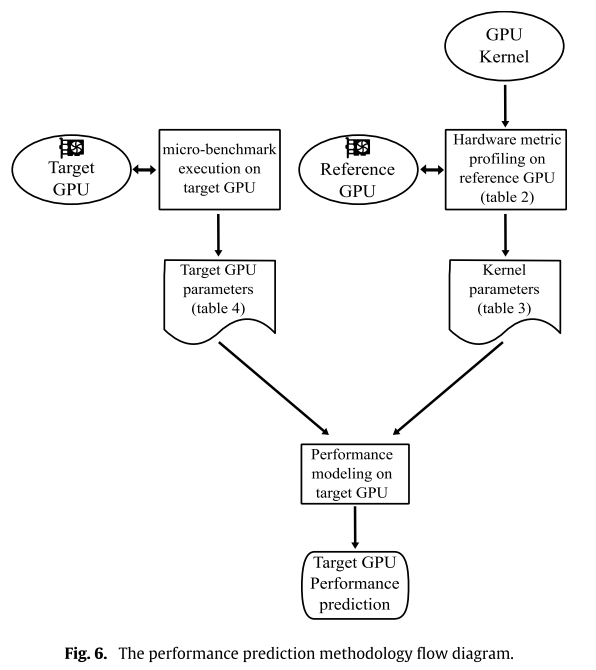 GPU
Kernel
Target
GPU
micro-benchmark
execution on
target GPU
Reference
GPU
Hardware metric
profiling on
reference GPU
(table 2)
Target GPU
parameters
(table 4)
Kernel
parameters
(table 3)
Performance
modeling on
target GPU
Target GPU
Performance
prediction
Fig. 6. The performance prediction methodology flow diagram.